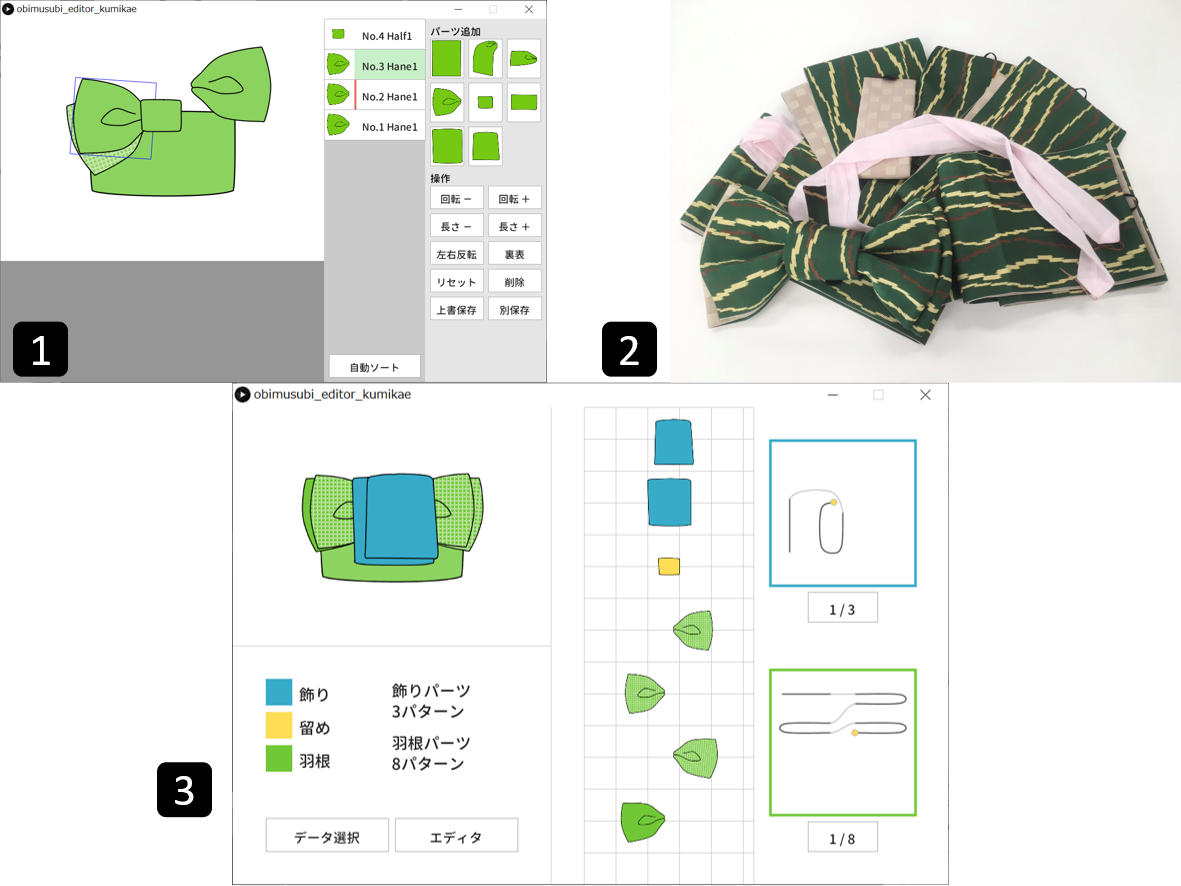 obimusubi_editor_kumikae
No.4 Half1
No.3 Hane1
No.2 Hane1
No.1 Hane1
自動ソート
パーツ追加
操作
回転 − 回転 ＋
長さ − 長さ ＋
左右反転 裏表
リセット 削除
上書保存 別保存
1
2
obimusubi_editor_kumikae
飾り
留め
羽根
飾りパーツ
3パターン
羽根パーツ
8パターン
データ選択 エディタ
1 / 3
1 / 8
3